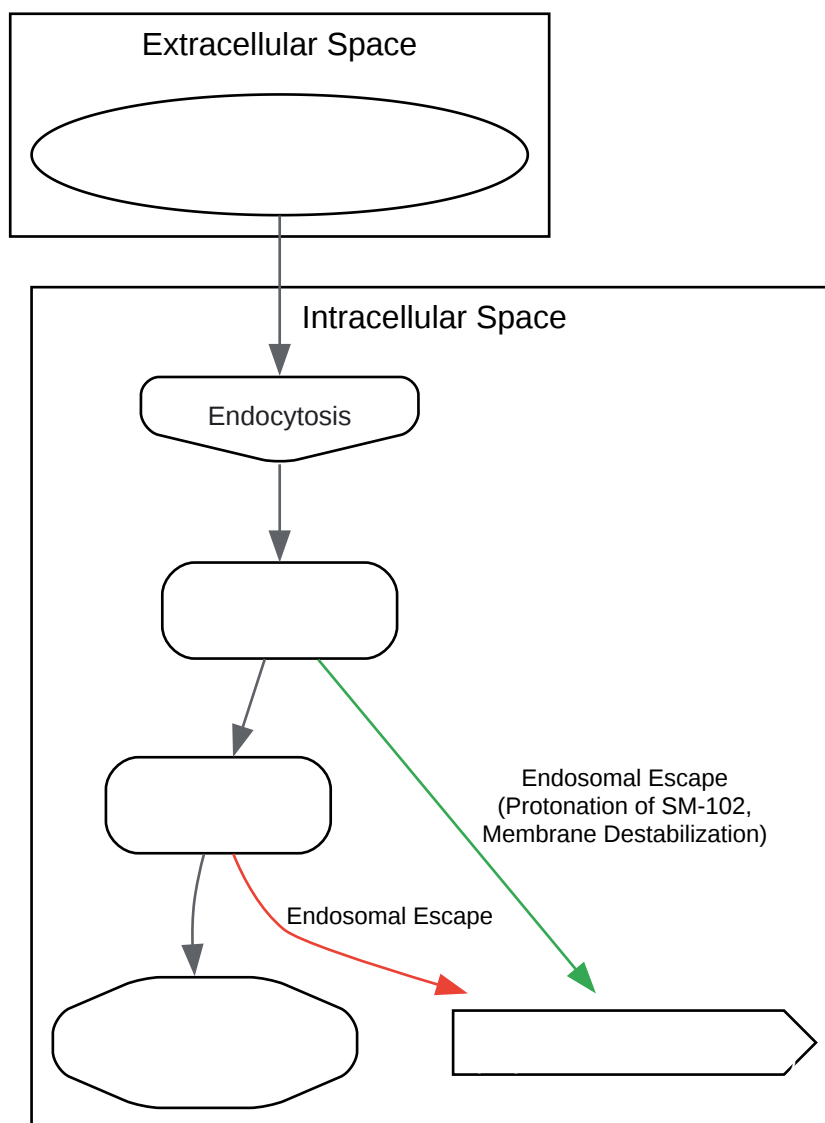 Extracellular Space
Intracellular Space
Endocytosis
Endosomal Escape
(Protonation of SM-102,
Membrane Destabilization)
Endosomal Escape